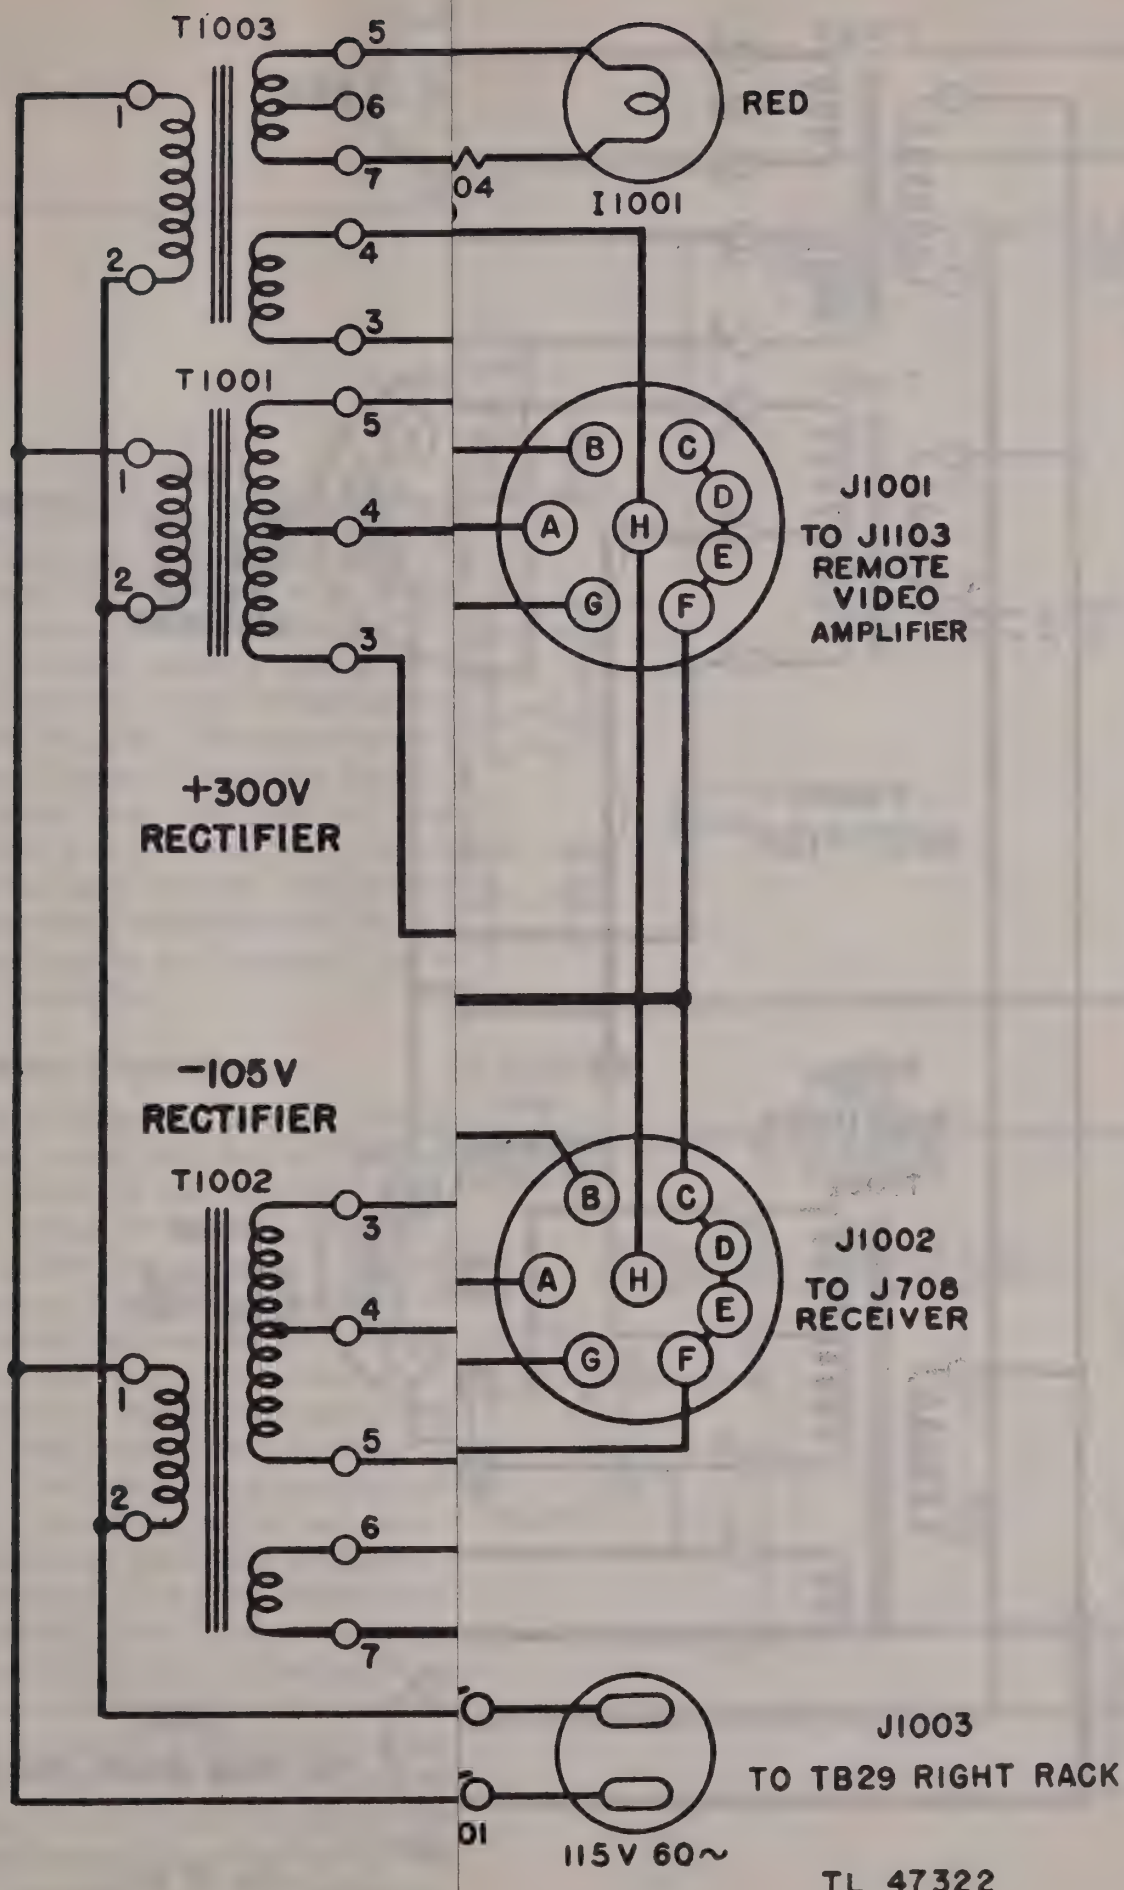 T1003
5
1
6
RED
7
04
I1001
2
4
3
T1001
5
1
4
2
3
B
C
D
A
H
E
G
F
J1001
TO J1103
REMOTE
VIDEO
AMPLIFIER
+300V
RECTIFIER
-105V
RECTIFIER
T1002
3
B
C
D
A
H
E
G
F
J1002
TO J708
RECEIVER
4
1
5
2
6
7
J1003
TO TB29 RIGHT RACK
01
115V 60~
TL 47322